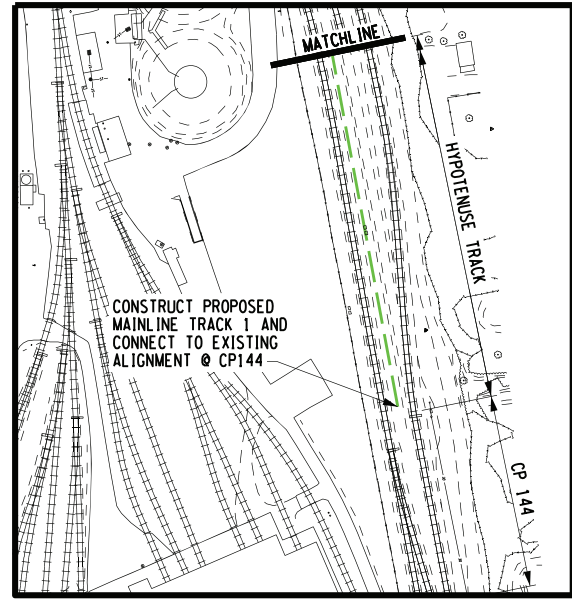 MATCHLINE
HYPOTENUSE TRACK
CONSTRUCT PROPOSED
MAINLINE TRACK 1 AND
CONNECT TO EXISTING
ALIGNMENT @ CP144
CP 144